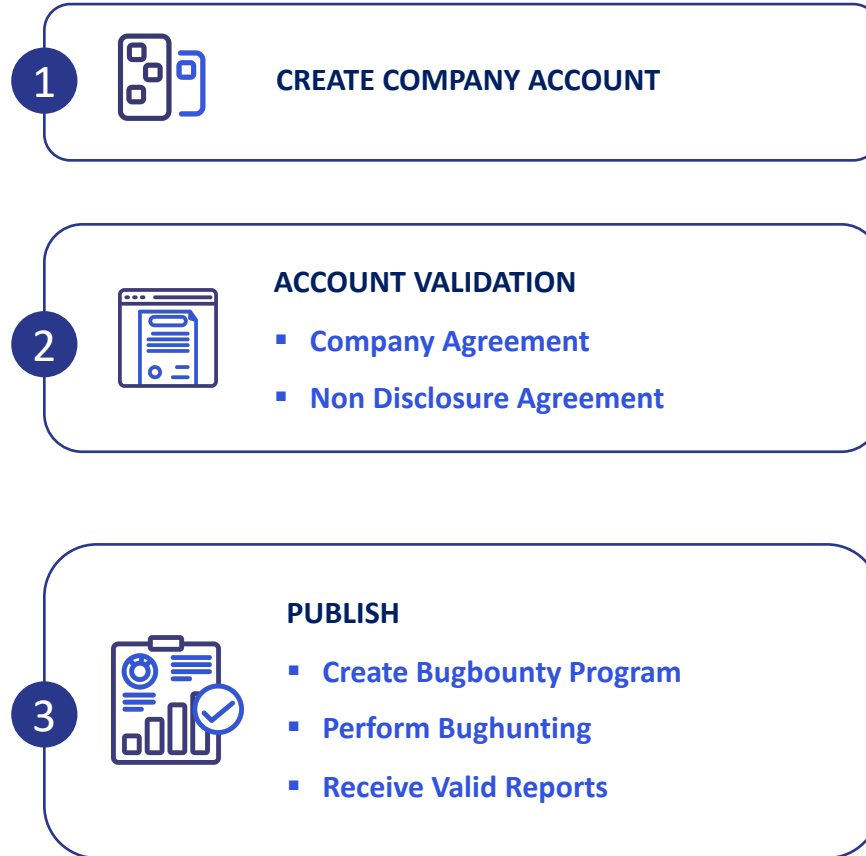 1
CREATE COMPANY ACCOUNT
2
ACCOUNT VALIDATION
▪ Company Agreement
▪ Non Disclosure Agreement
3
PUBLISH
▪ Create Bugbounty Program
▪ Perform Bughunting
▪ Receive Valid Reports